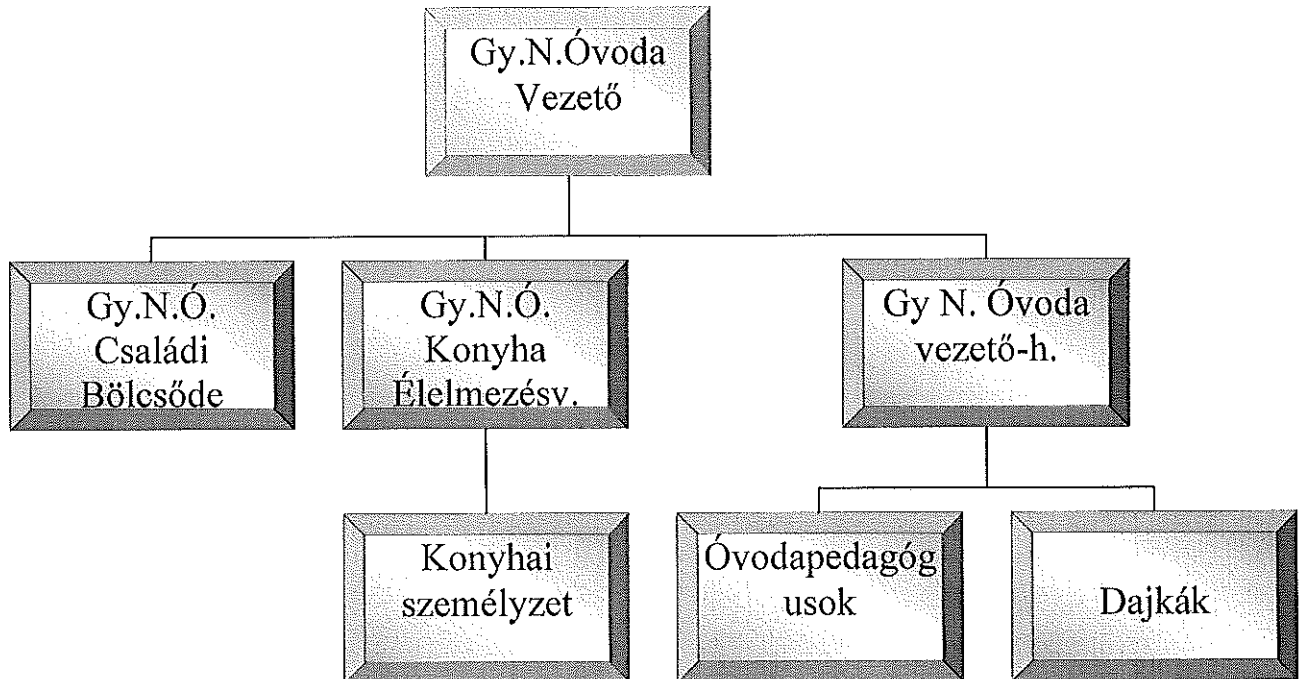 Gy.N.Óvoda
Vezető
Gy.N.Ó.
Családi
Bölcsőde
Gy.N.Ó.
Konyha
Élelmezésv.
Gy N. Óvoda
vezető-h.
Konyhai
személyzet
Óvodapedagóg
usok
Dajkák